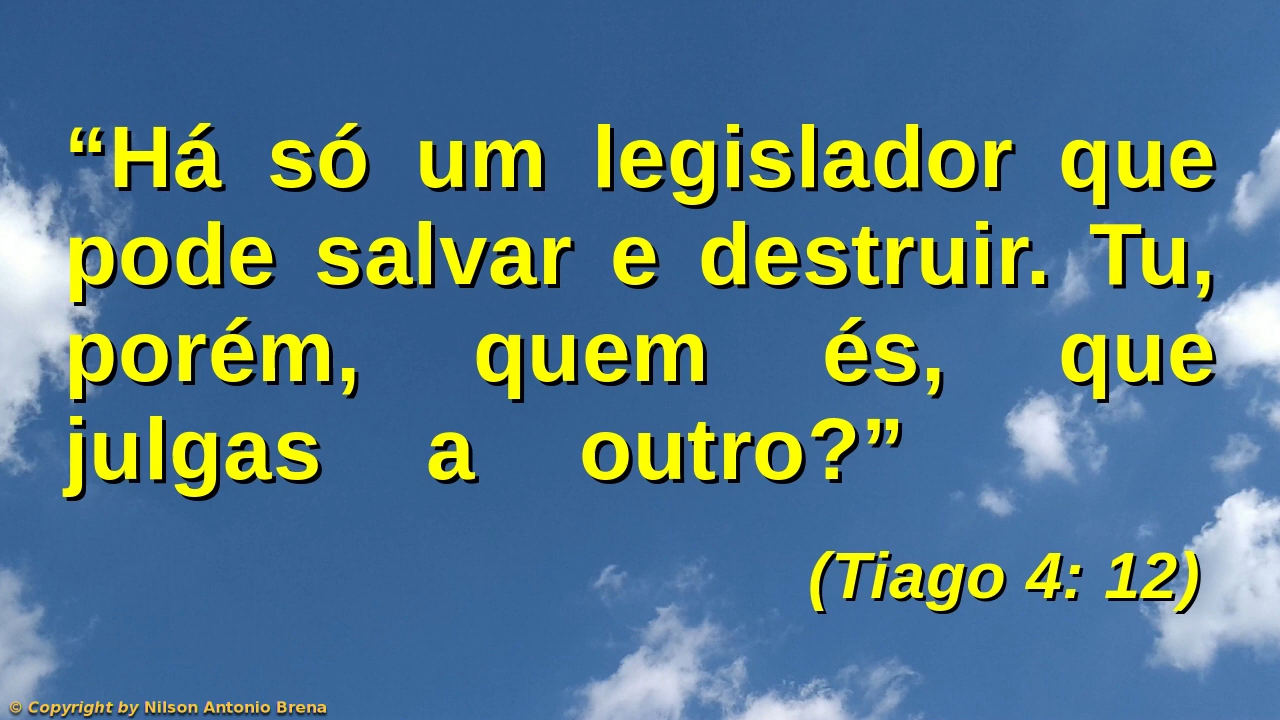 “Há só um legislador que
pode salvar e destruir. Tu,
porém, quem és, que
julgas a outro?”
(Tiago 4: 12)
© Copyright by Nilson Antonio Brena